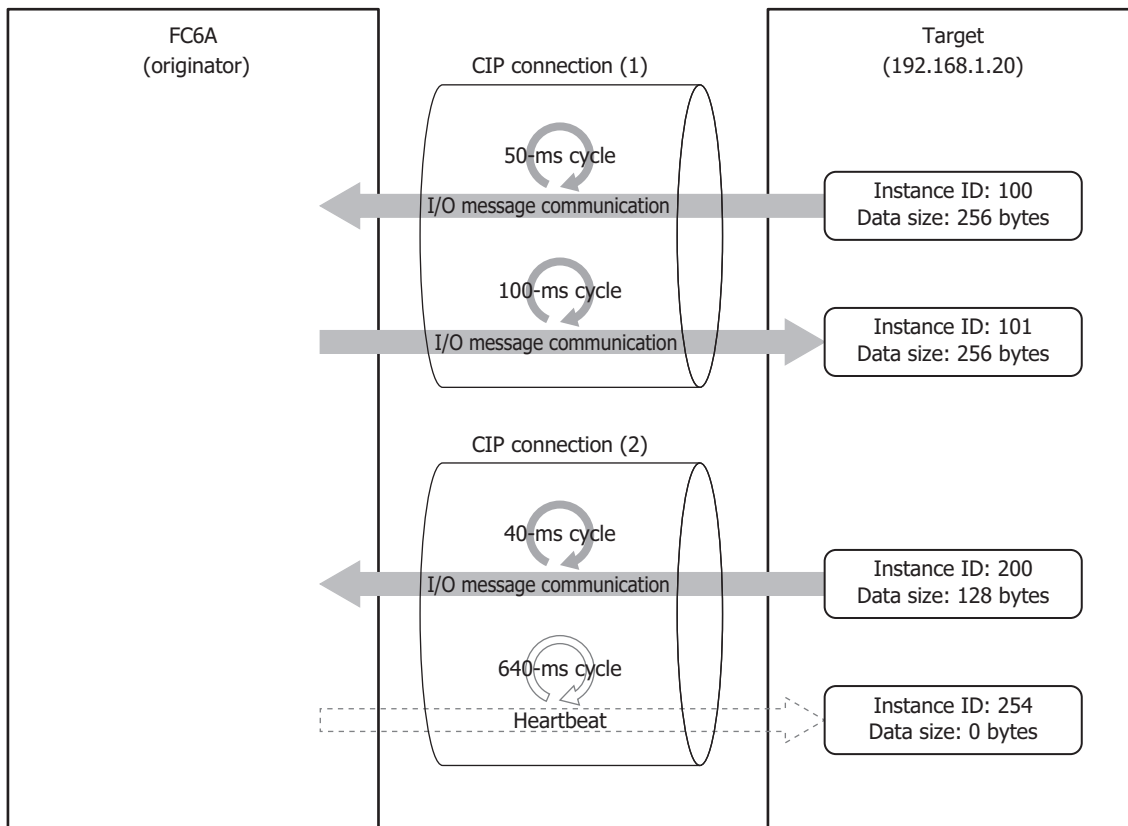 FC6A
(originator)
Target
(192.168.1.20)
CIP connection (1)
50-ms cycle
I/O message communication
Instance ID: 100
Data size: 256 bytes
100-ms cycle
I/O message communication
Instance ID: 101
Data size: 256 bytes
CIP connection (2)
40-ms cycle
I/O message communication
Instance ID: 200
Data size: 128 bytes
640-ms cycle
Heartbeat
Instance ID: 254
Data size: 0 bytes